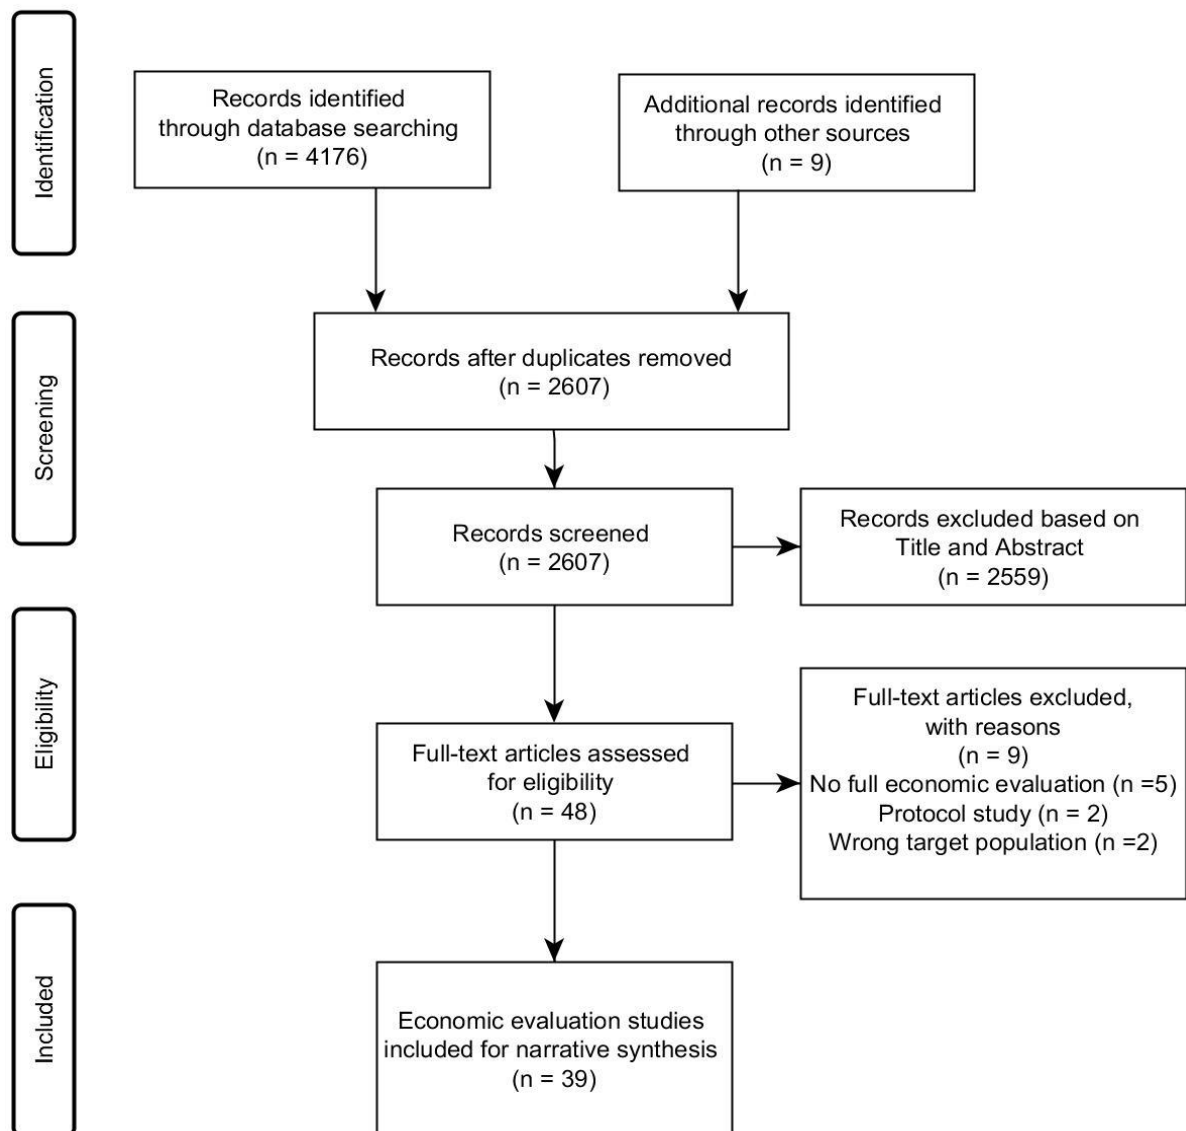 Identification
Records identified
through database searching
(n = 4176)
Additional records identified
through other sources
(n = 9)
Screening
Records after duplicates removed
(n = 2607)
Records screened
(n = 2607)
Records excluded based on
Title and Abstract
(n = 2559)
Eligibility
Full-text articles assessed
for eligibility
(n = 48)
Full-text articles excluded,
with reasons
(n = 9)
No full economic evaluation (n =5)
Protocol study (n = 2)
Wrong target population (n =2)
Included
Economic evaluation studies
included for narrative synthesis
(n = 39)